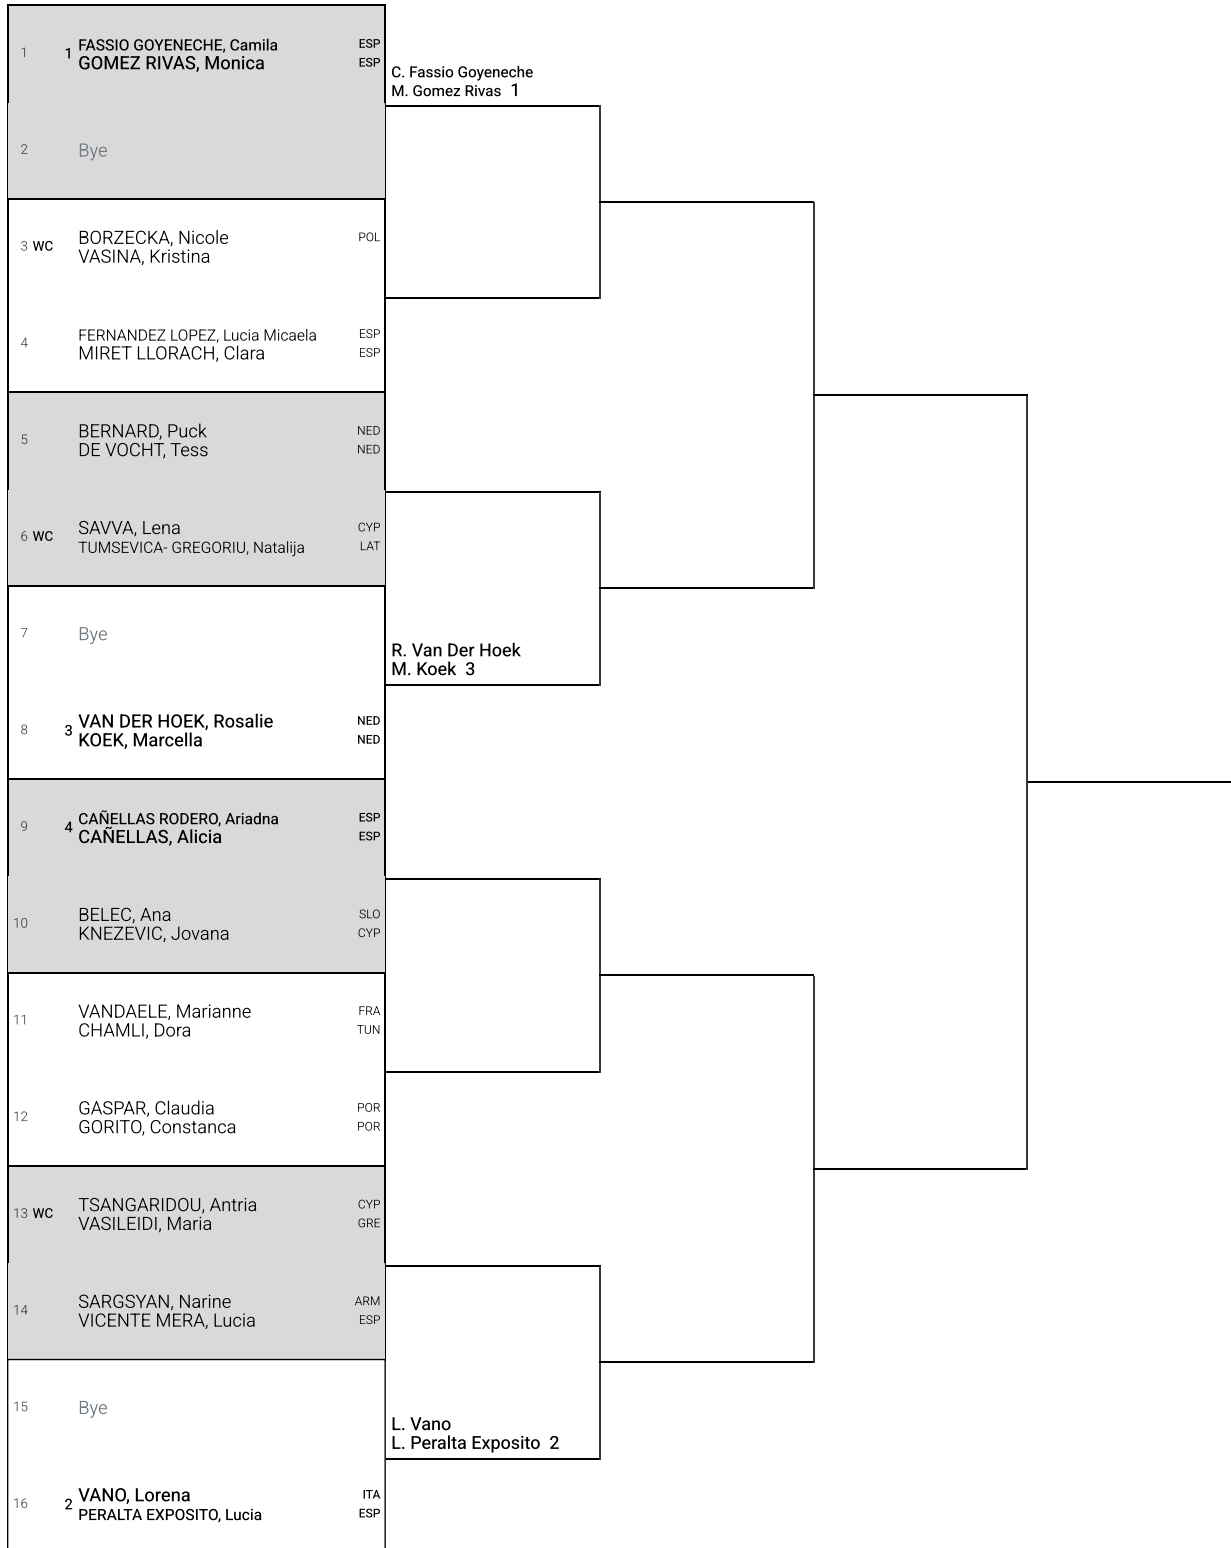 1 1 FASSIO GOYENECHE, Camila ESP
GOMEZ RIVAS, Monica ESP
C. Fassio Goyeneche
M. Gomez Rivas 1
2 Bye
3 WC BORZECKA, Nicole POL
VASINA, Kristina
4 FERNANDEZ LOPEZ, Lucia Micaela ESP
MIRET LLORACH, Clara ESP
5 BERNARD, Puck NED
DE VOCHT, Tess NED
6 WC SAVVA, Lena CYP
TUMSEVICA- GREGORIU, Natalija LAT
7 Bye
R. Van Der Hoek
M. Koek 3
8 3 VAN DER HOEK, Rosalie NED
KOEK, Marcella NED
9 4 CAÑELLAS RODERO, Ariadna ESP
CAÑELLAS, Alicia ESP
10 BELEC, Ana SLO
KNEZEVIC, Jovana CYP
11 VANDAELE, Marianne FRA
CHAMLI, Dora TUN
12 GASPAR, Claudia POR
GORITO, Constanca POR
13 WC TSANGARIDOU, Antria CYP
VASILEIDI, Maria GRE
14 SARGSYAN, Narine ARM
VICENTE MERA, Lucia ESP
15 Bye
L. Vano
L. Peralta Exposito 2
16 2 VANO, Lorena ITA
PERALTA EXPOSITO, Lucia ESP